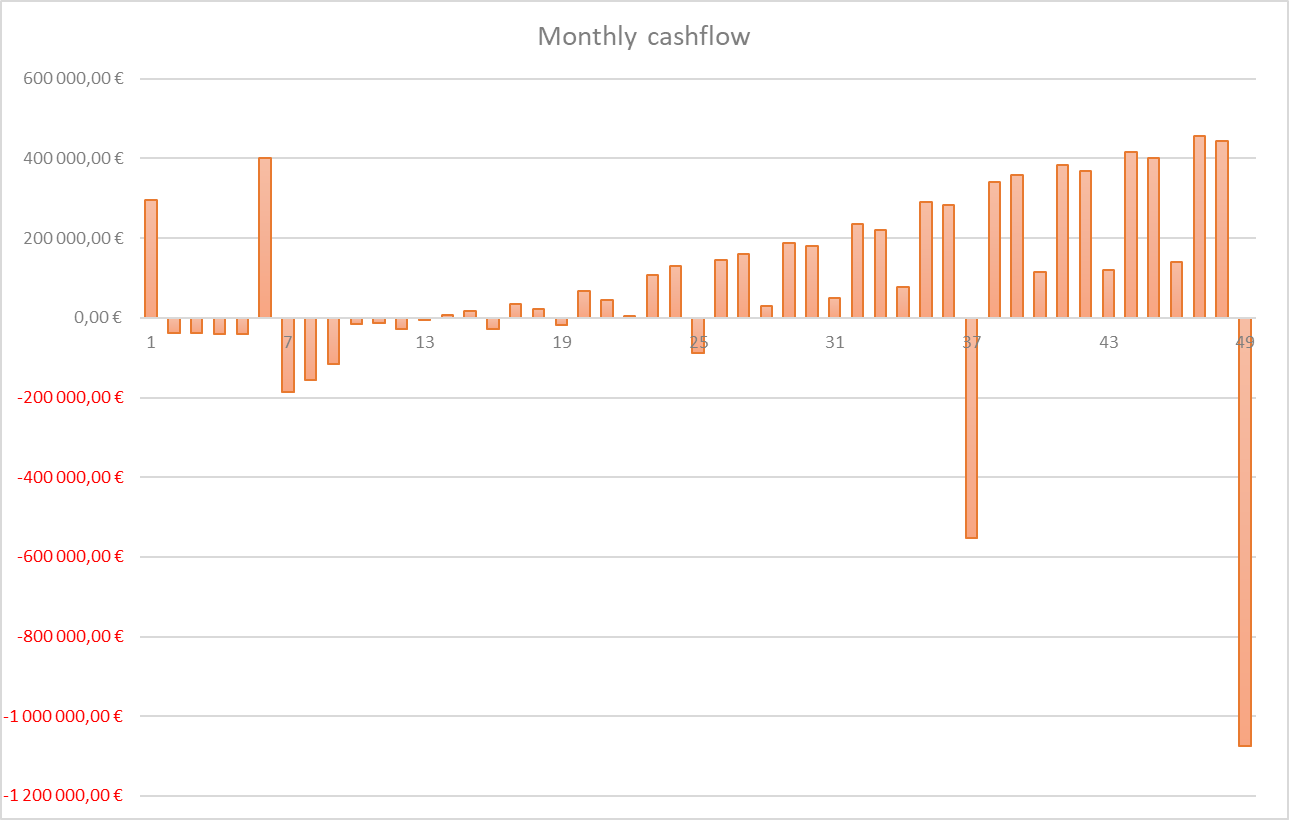 Monthly cashflow
600 000,00 €
400 000,00 €
200 000,00 €
0,00 €
1 7 13 19 25 31 37 43 49
-200 000,00 €
-400 000,00 €
-600 000,00 €
-800 000,00 €
-1 000 000,00 €
-1 200 000,00 €